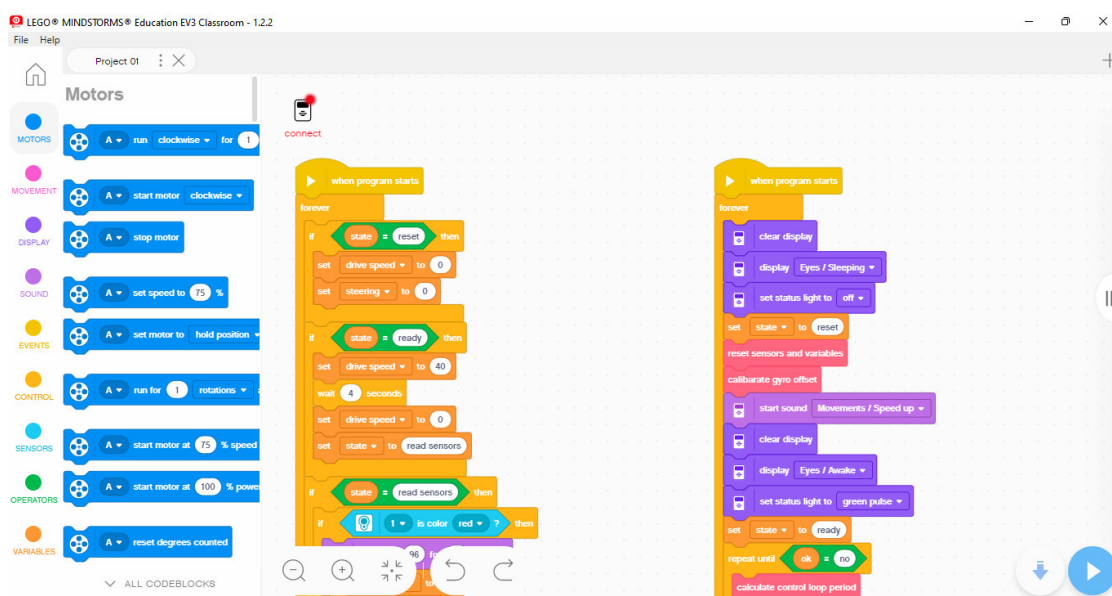 LEGO® MINDSTORMS® Education EV3 Classroom - 1.2.2
File Help
Project 01
Motors
MOTORS
MOVEMENT
DISPLAY
SOUND
EVENTS
CONTROL
SENSORS
OPERATORS
VARIABLES
A run clockwise for 1
A start motor clockwise
A stop motor
A set speed to 75 %
A set motor to hold position
A run for 1 rotations
A start motor at 75 % speed
A start motor at 100 % powe
A reset degrees counted
ALL CODEBLOCKS
connect
when program starts
forever
if state = reset then
set drive speed to 0
set steering to 0
if state = ready then
set drive speed to 40
wait 4 seconds
set drive speed to 0
set state to read sensors
if state = read sensors then
if 1 is color red ? then
96
to
when program starts
forever
clear display
display Eyes / Sleeping
set status light to off
set state to reset
reset sensors and variables
calibarate gyro offset
start sound Movements / Speed up
clear display
display Eyes / Awake
set status light to green pulse
set state to ready
repeat until ok = no
calculate control loop period